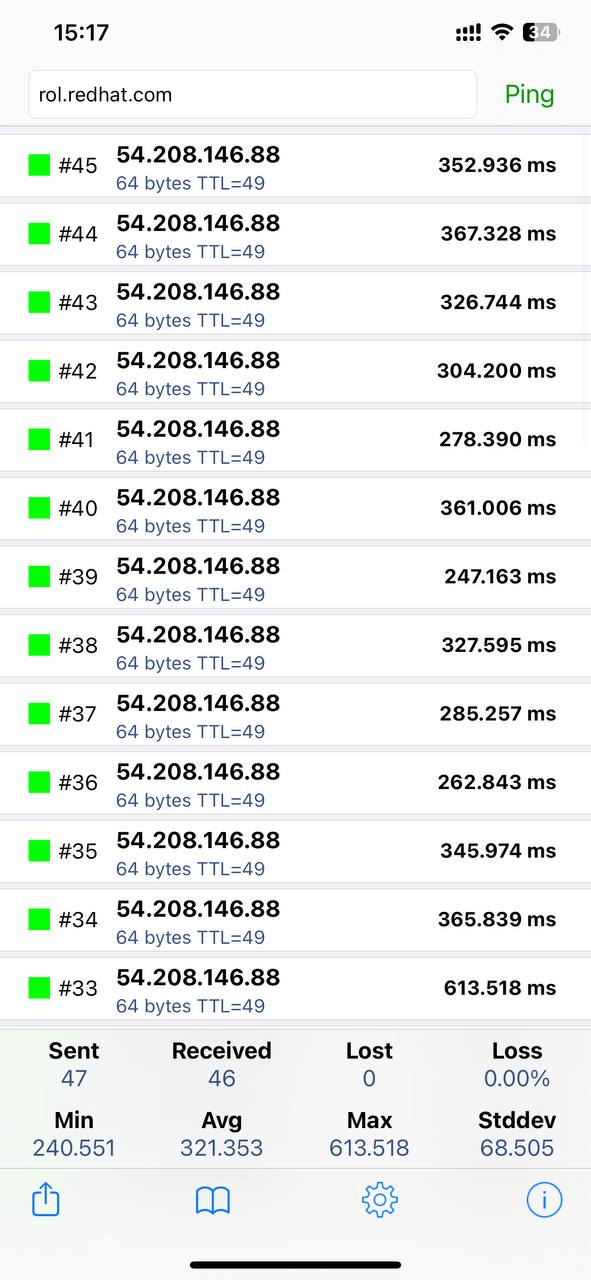 15:17
34
rol.redhat.com
Ping
#45
54.208.146.88
64 bytes TTL=49
352.936 ms
#44
54.208.146.88
64 bytes TTL=49
367.328 ms
#43
54.208.146.88
64 bytes TTL=49
326.744 ms
#42
54.208.146.88
64 bytes TTL=49
304.200 ms
#41
54.208.146.88
64 bytes TTL=49
278.390 ms
#40
54.208.146.88
64 bytes TTL=49
361.006 ms
#39
54.208.146.88
64 bytes TTL=49
247.163 ms
#38
54.208.146.88
64 bytes TTL=49
327.595 ms
#37
54.208.146.88
64 bytes TTL=49
285.257 ms
#36
54.208.146.88
64 bytes TTL=49
262.843 ms
#35
54.208.146.88
64 bytes TTL=49
345.974 ms
#34
54.208.146.88
64 bytes TTL=49
365.839 ms
#33
54.208.146.88
64 bytes TTL=49
613.518 ms
Sent Received Lost Loss
47 46 0 0.00%
Min Avg Max Stddev
240.551 321.353 613.518 68.505